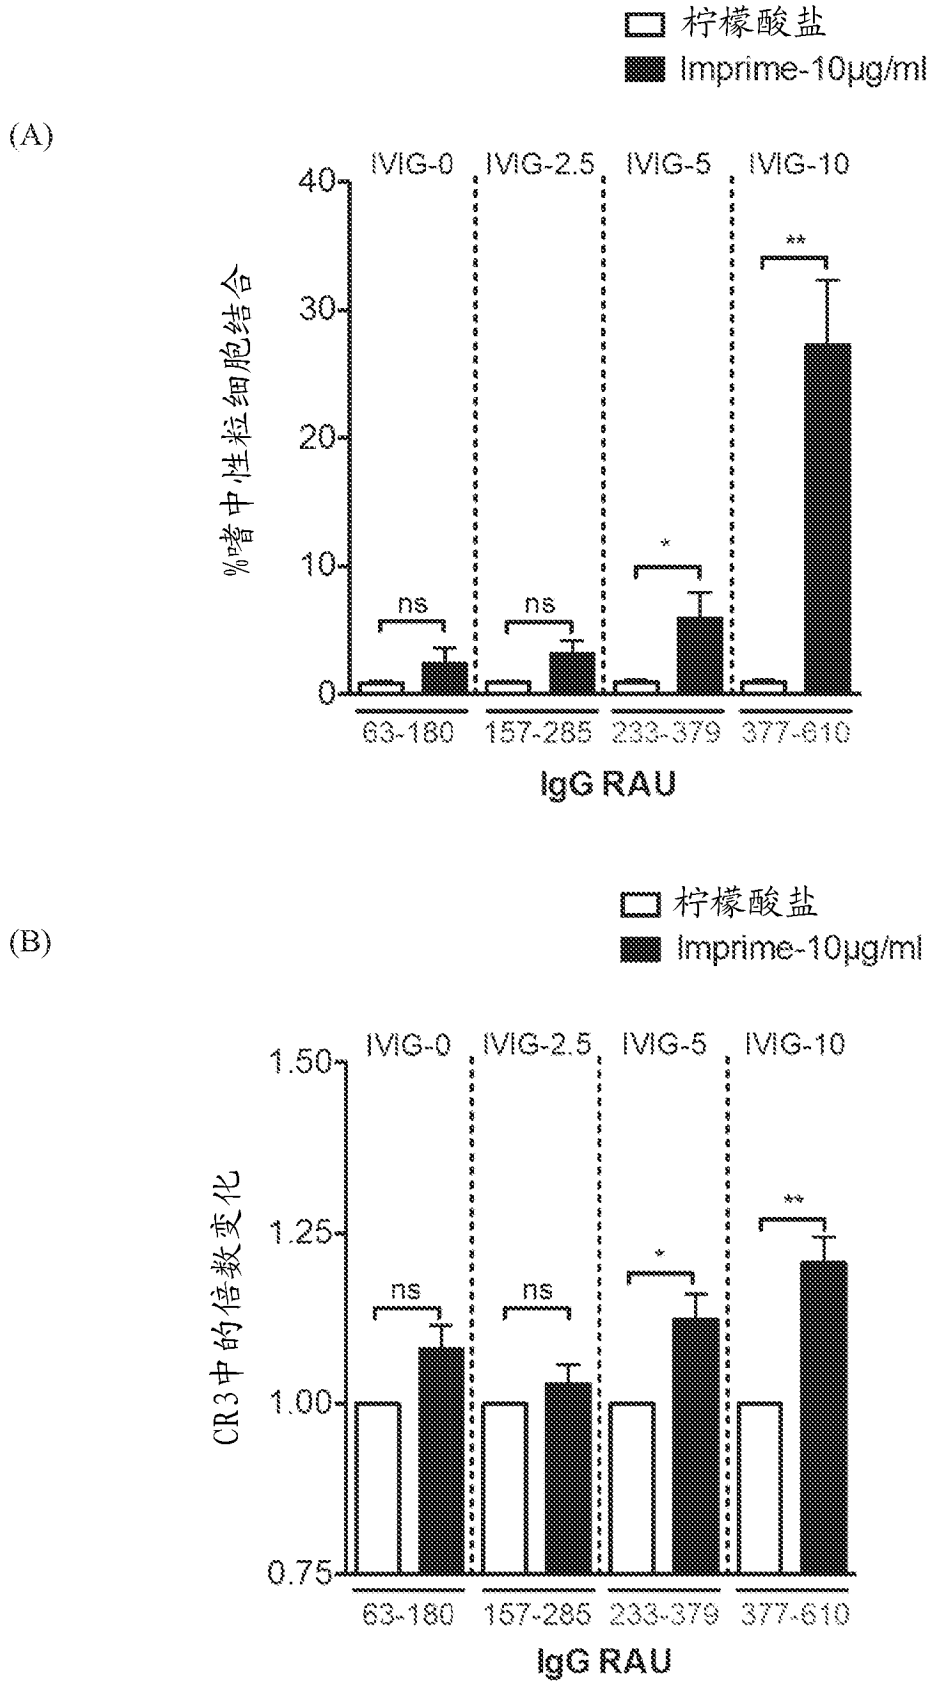 柠檬酸盐
Imprime-10µg/ml
(A)
IVIG-0 IVIG-2.5 IVIG-5 IVIG-10
40
30
20
10
0
%嗜中性粒细胞结合
ns ns * **
63-180 157-285 233-379 377-610
IgG RAU
柠檬酸盐
Imprime-10µg/ml
(B)
IVIG-0 IVIG-2.5 IVIG-5 IVIG-10
1.50
1.25
1.00
0.75
CR3中的倍数变化
ns ns * **
63-180 157-285 233-379 377-610
IgG RAU